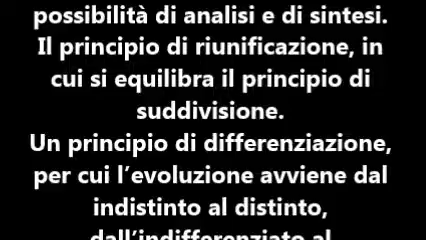 possibilità di analisi e di sintesi.
Il principio di riunificazione, in
cui si equilibra il principio di
suddivisione.
Un principio di differenziazione,
per cui l’evoluzione avviene dal
indistinto al distinto,
dall’indifferenziato al